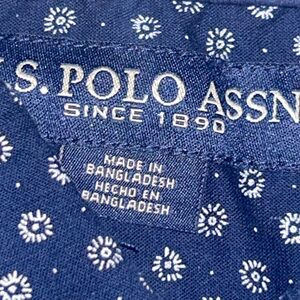 U.S. POLO ASSN
SINCE 1890
MADE IN
BANGLADESH
HECHO EN
BANGLADESH